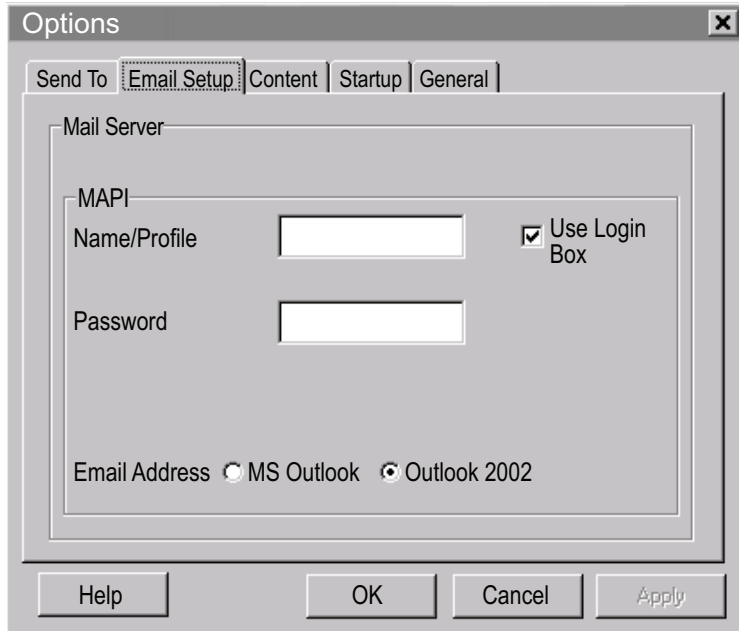 Options
Send To Email Setup Content Startup General
Mail Server
MAPI
Name/Profile
Use Login
Box
Password
Email Address MS Outlook Outlook 2002
Help OK Cancel Apply